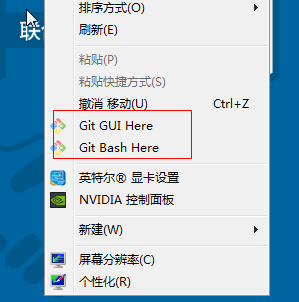 联
排序方式(O)
刷新(E)
粘贴(P)
粘贴快捷方式(S)
撤消 移动(U) Ctrl+Z
Git GUI Here
Git Bash Here
英特尔® 显卡设置
NVIDIA 控制面板
新建(W)
屏幕分辨率(C)
个性化(R)